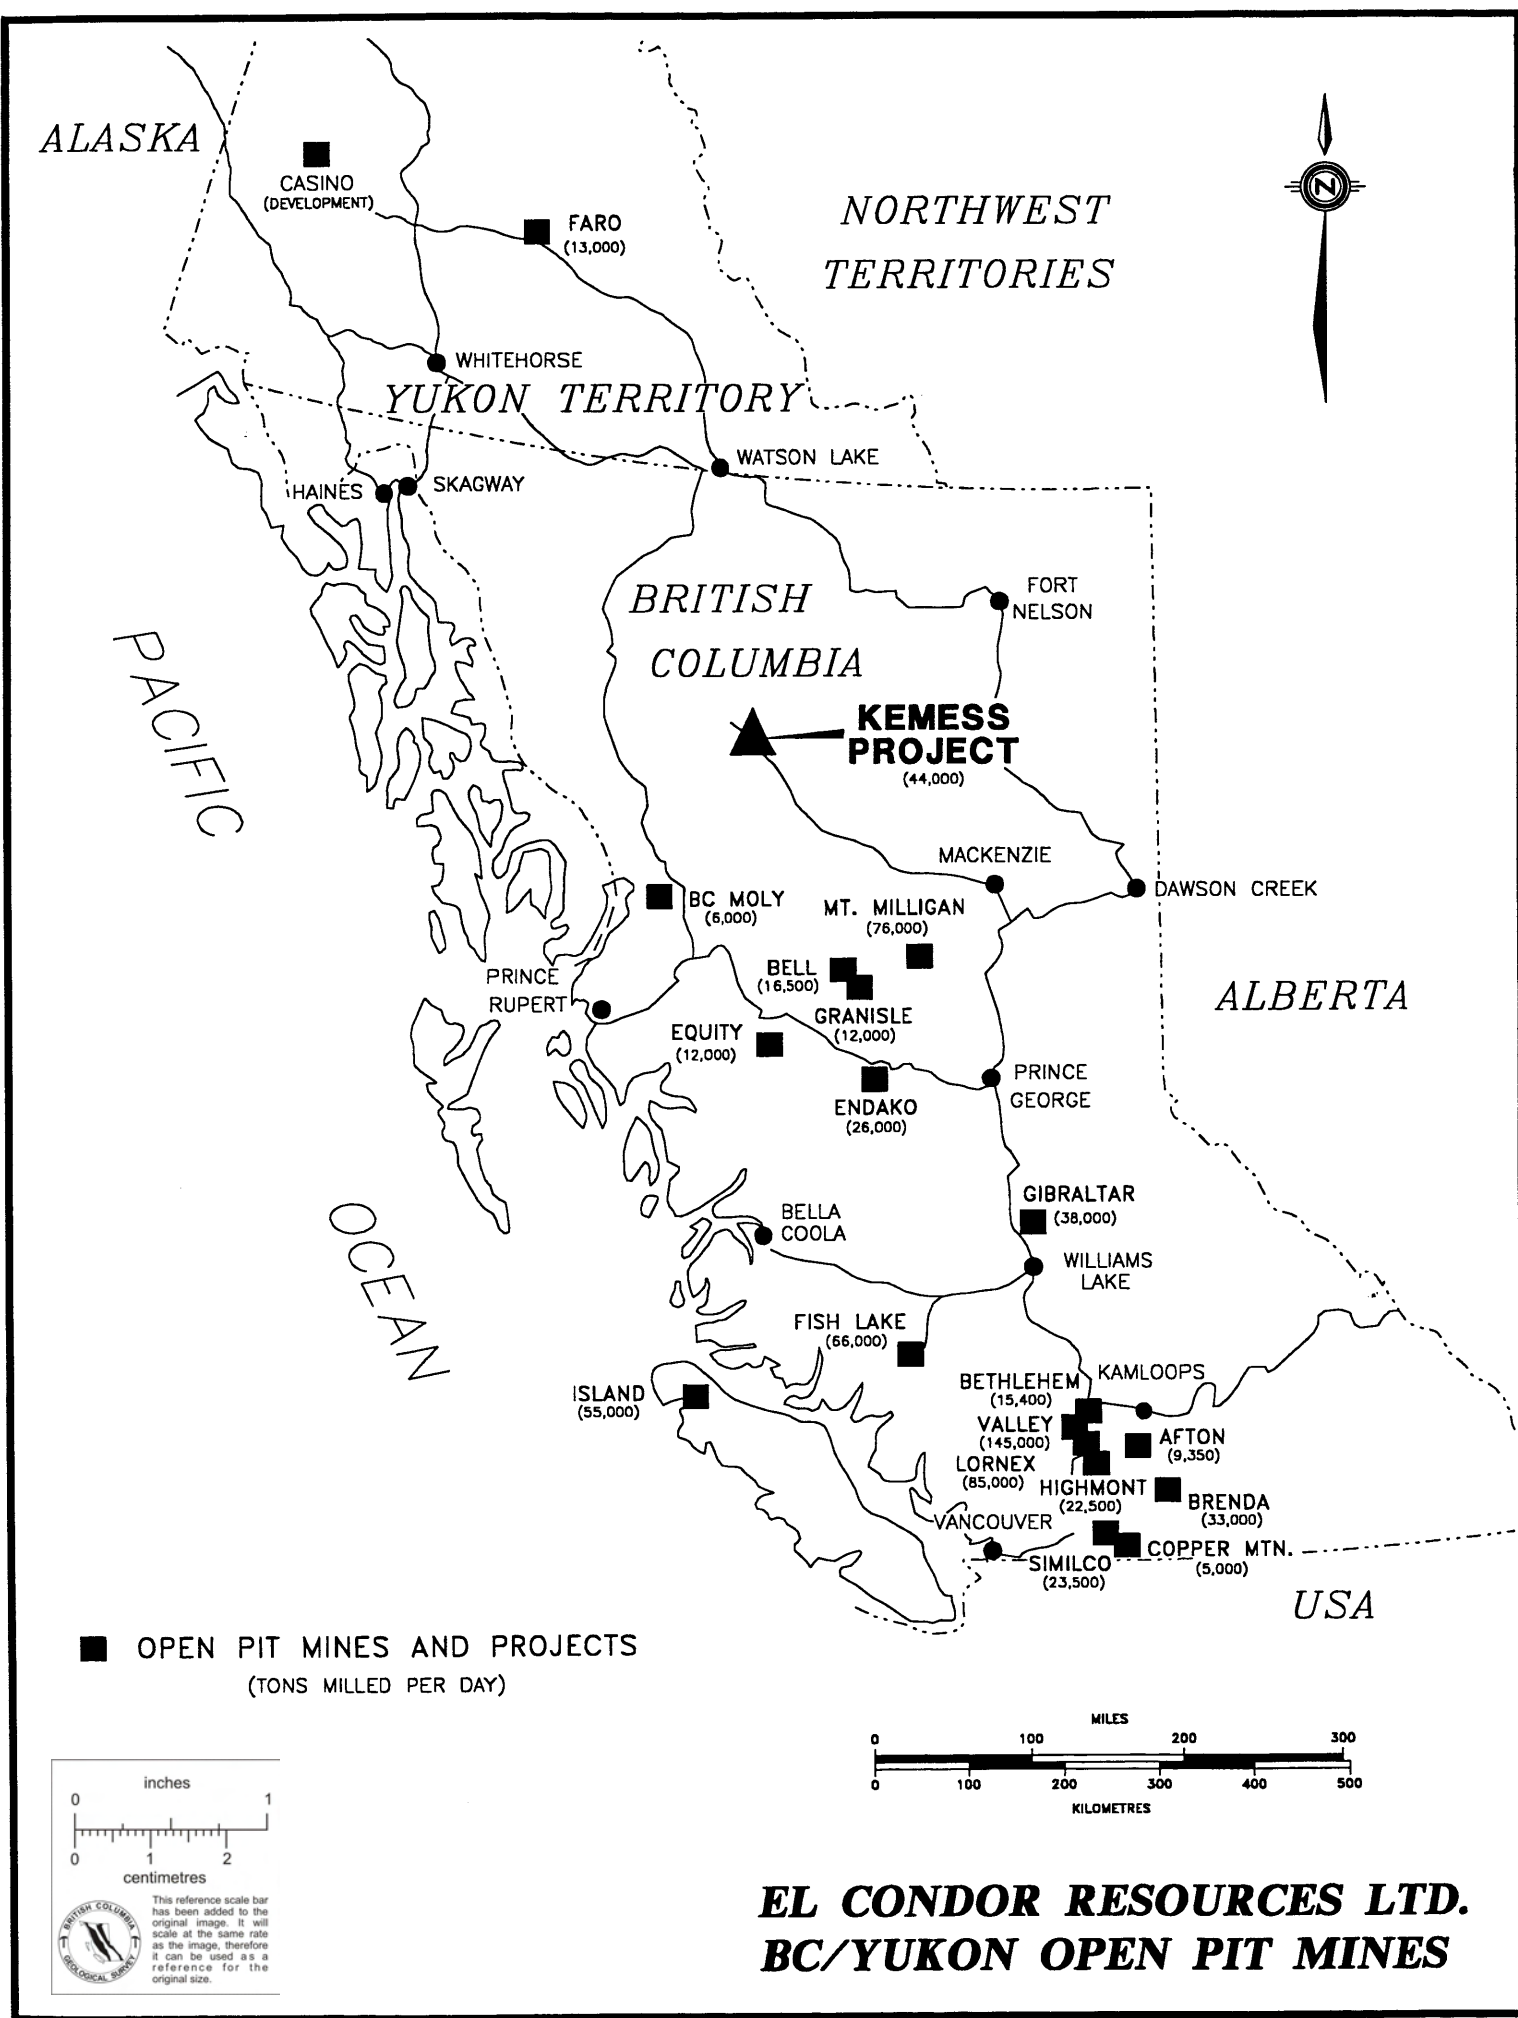 ALASKA
CASINO
(DEVELOPMENT)
FARO
(13,000)
NORTHWEST
TERRITORIES
N
WHITEHORSE
YUKON TERRITORY
WATSON LAKE
HAINES
SKAGWAY
BRITISH
COLUMBIA
FORT
NELSON
PACIFIC
KEMESS
PROJECT
(44,000)
MACKENZIE
DAWSON CREEK
BC MOLY
(6,000)
MT. MILLIGAN
(76,000)
BELL
(16,500)
PRINCE
RUPERT
GRANISLE
(12,000)
ALBERTA
EQUITY
(12,000)
ENDAKO
(26,000)
PRINCE
GEORGE
GIBRALTAR
(38,000)
OCEAN
BELLA
COOLA
WILLIAMS
LAKE
FISH LAKE
(66,000)
ISLAND
(55,000)
BETHLEHEM
(15,400)
KAMLOOPS
VALLEY
(145,000)
AFTON
(9,350)
LORNEX
(85,000)
HIGHMONT
(22,500)
BRENDA
(33,000)
VANCOUVER
SIMILCO
(23,500)
COPPER MTN.
(5,000)
USA
OPEN PIT MINES AND PROJECTS
(TONS MILLED PER DAY)
MILES
0 100 200 300
0 100 200 300 400 500
KILOMETRES
inches
0 1
0 1 2
centimetres
This reference scale bar
has been added to the
original image. It will
scale at the same rate
as the image, therefore
it can be used as a
reference for the
original size.
BRITISH COLUMBIA
GEOLOGICAL SURVEY
EL CONDOR RESOURCES LTD.
BC/YUKON OPEN PIT MINES